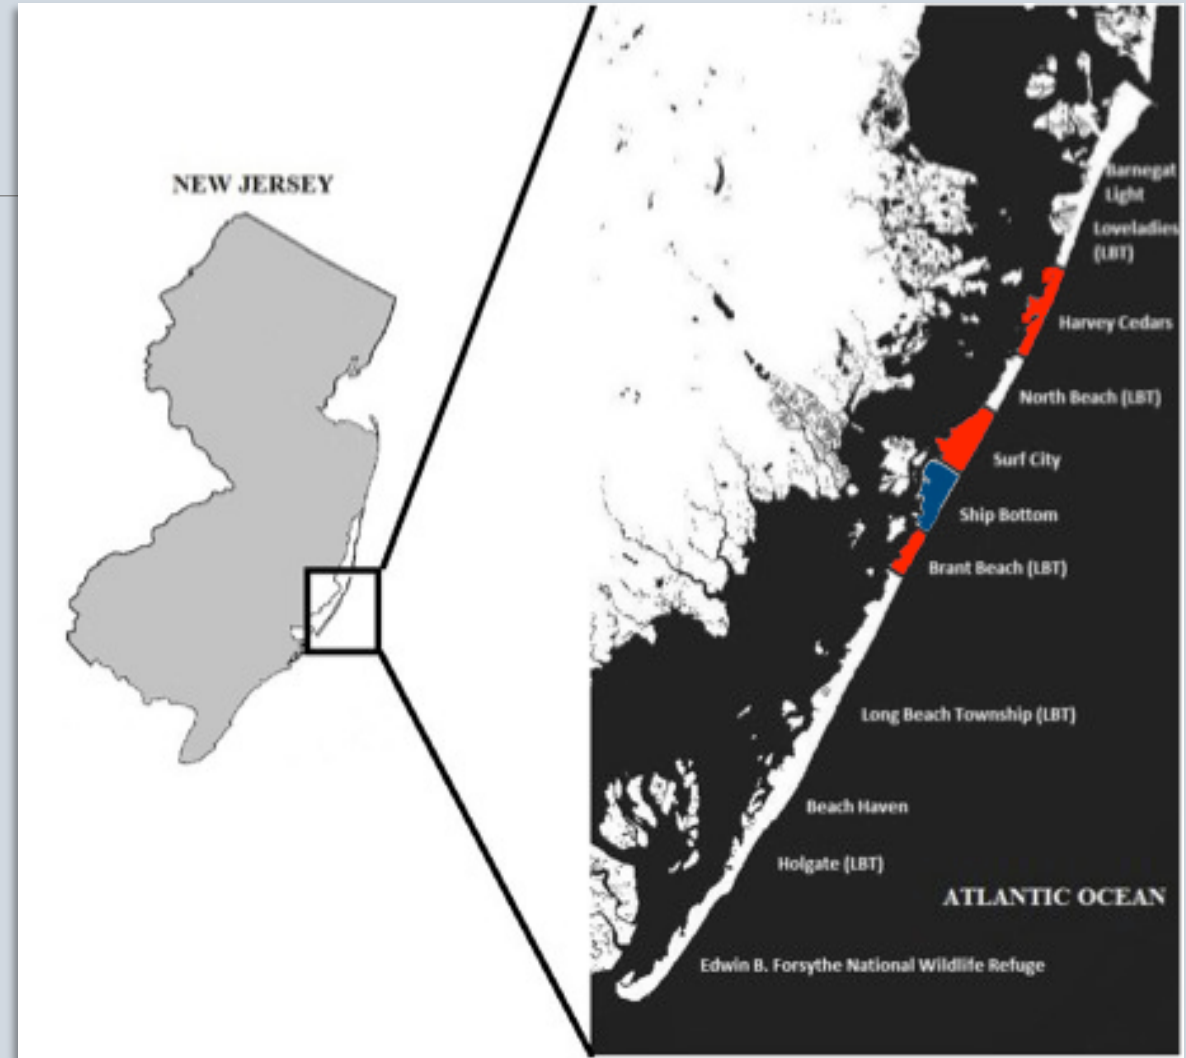 NEW JERSEY
Barnegat
Light
Loveladies
(LBT)
Harvey Cedars
North Beach (LBT)
Surf City
Ship Bottom
Brant Beach (LBT)
Long Beach Township (LBT)
Beach Haven
Holgate (LBT)
ATLANTIC OCEAN
Edwin B. Forsythe National Wildlife Refuge